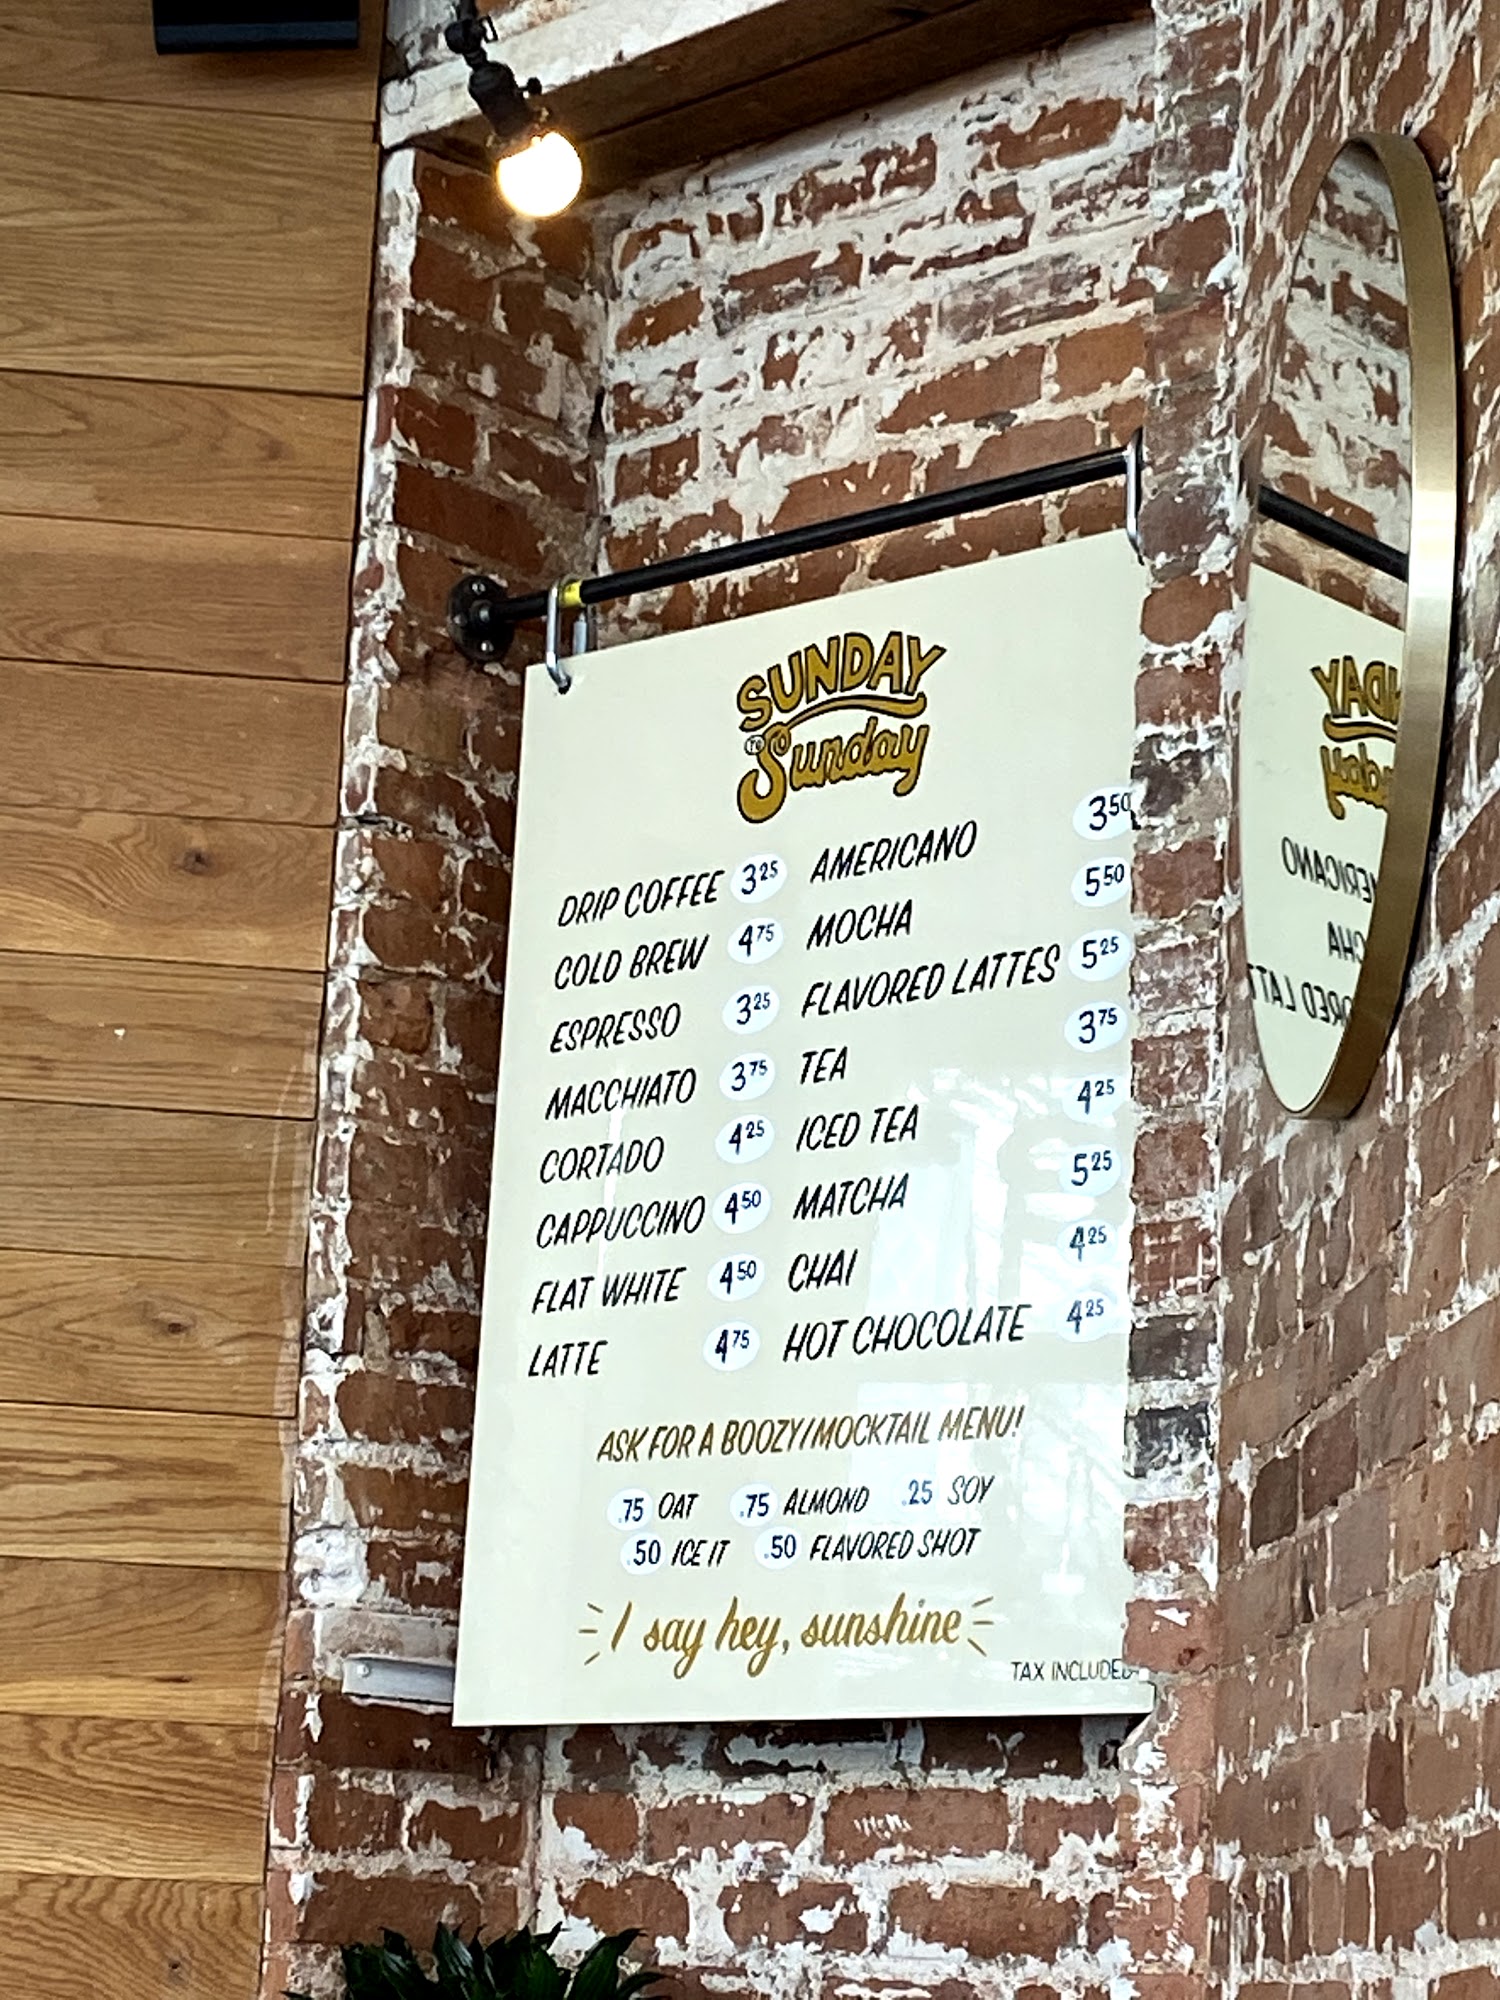 SUNDAY
TO
Sunday
DRIP COFFEE 3.25
COLD BREW 4.75
ESPRESSO 3.25
MACCHIATO 3.75
CORTADO 4.25
CAPPUCCINO 4.50
FLAT WHITE 4.50
LATTE 4.75
AMERICANO 3.50
MOCHA 5.50
FLAVORED LATTES 5.25
TEA 3.75
ICED TEA 4.25
MATCHA 5.25
CHAI 4.25
HOT CHOCOLATE 4.25
ASK FOR A BOOZY/MOCKTAIL MENU!
.75 OAT .75 ALMOND .25 SOY
.50 ICE IT .50 FLAVORED SHOT
I say hey, sunshine
TAX INCLUDED